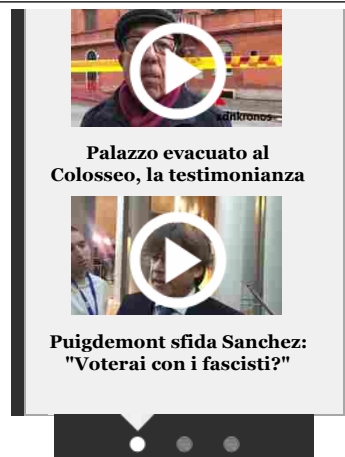 adnkronos
Palazzo evacuato al
Colosseo, la testimonianza
Puigdemont sfida Sanchez:
"Voterai con i fascisti?"